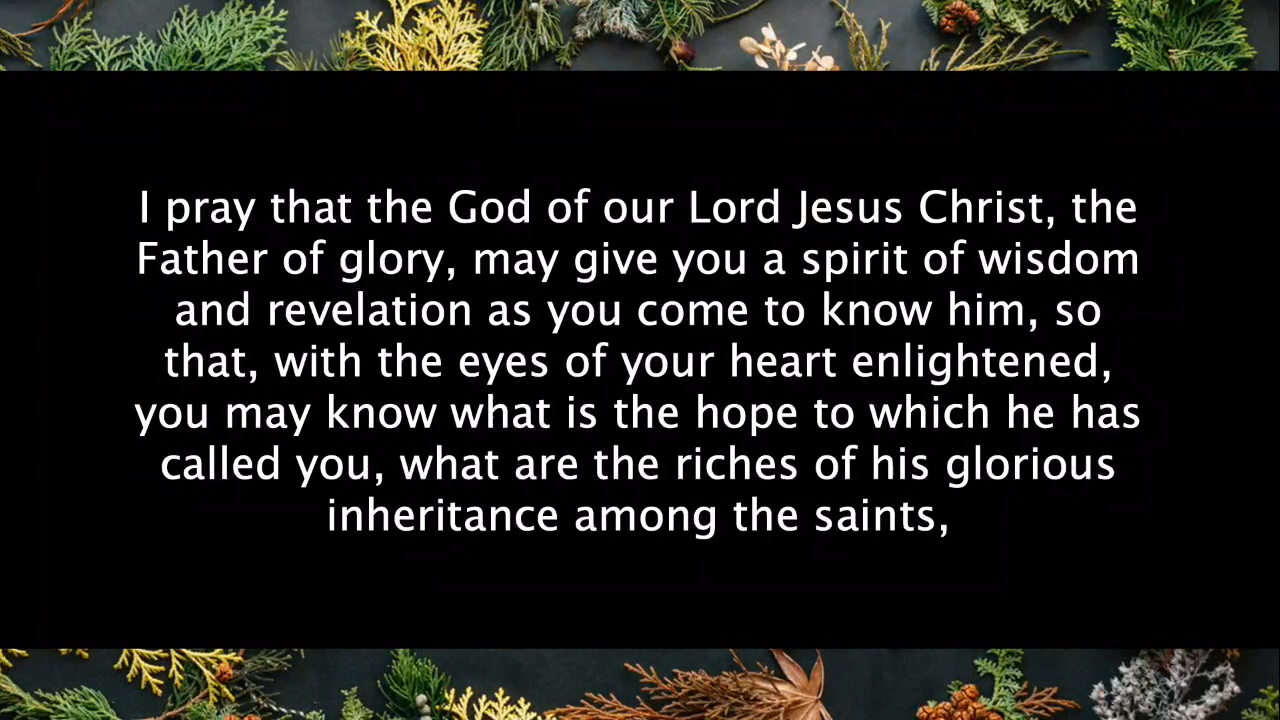 I pray that the God of our Lord Jesus Christ, the
Father of glory, may give you a spirit of wisdom
and revelation as you come to know him, so
that, with the eyes of your heart enlightened,
you may know what is the hope to which he has
called you, what are the riches of his glorious
inheritance among the saints,